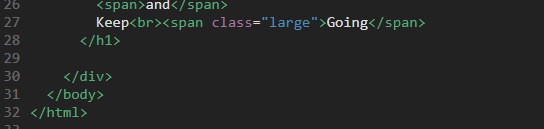 26 <span>and</span>
27 Keep<br><span class="large">Going</span>
28 </h1>
29
30 </div>
31 </body>
32 </html>